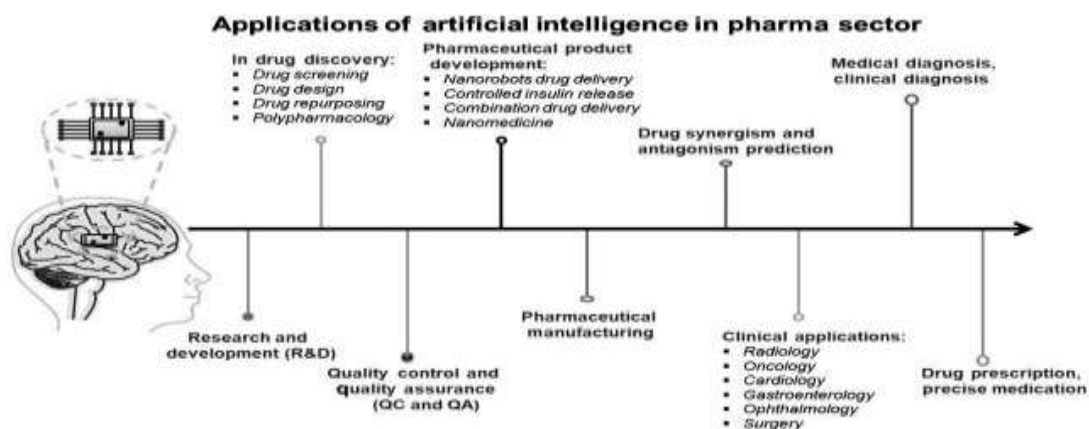 Applications of artificial intelligence in pharma sector
In drug discovery:
▪ Drug screening
▪ Drug design
▪ Drug repurposing
▪ Polypharmacology
Pharmaceutical product
development:
▪ Nanorobots drug delivery
▪ Controlled insulin release
▪ Combination drug delivery
▪ Nanomedicine
Drug synergism and
antagonism prediction
Medical diagnosis,
clinical diagnosis
Research and
development (R&D)
Quality control and
quality assurance
(QC and QA)
Pharmaceutical
manufacturing
Clinical applications:
▪ Radiology
▪ Oncology
▪ Cardiology
▪ Gastroenterology
▪ Ophthalmology
▪ Surgery
Drug prescription,
precise medication